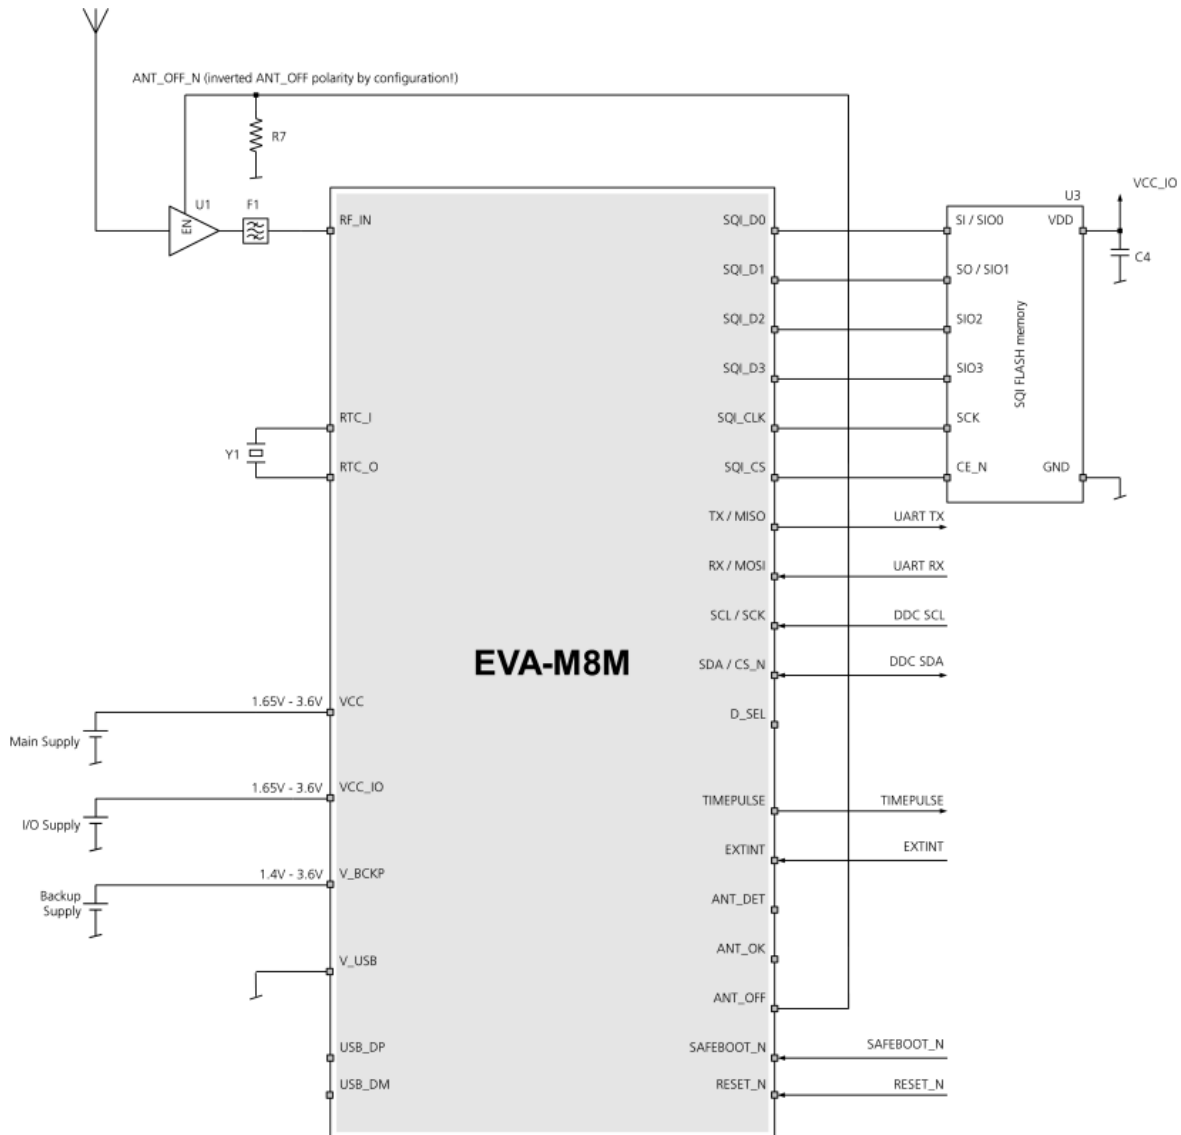 ANT_OFF_N (inverted ANT_OFF polarity by configuration!)
R7
U1
F1
EN
RF_IN
SQI_D0
SI / SIO0
VDD
U3
VCC_IO
C4
SQI_D1
SO / SIO1
SQI_D2
SIO2
SQI FLASH memory
SQI_D3
SIO3
RTC_I
SQI_CLK
SCK
Y1
RTC_O
SQI_CS
CE_N
GND
TX / MISO
UART TX
RX / MOSI
UART RX
SCL / SCK
DDC SCL
EVA-M8M
SDA / CS_N
DDC SDA
1.65V - 3.6V
VCC
D_SEL
Main Supply
1.65V - 3.6V
VCC_IO
TIMEPULSE
TIMEPULSE
I/O Supply
EXTINT
EXTINT
1.4V - 3.6V
V_BCKP
Backup
Supply
ANT_DET
ANT_OK
V_USB
ANT_OFF
USB_DP
SAFEBOOT_N
SAFEBOOT_N
USB_DM
RESET_N
RESET_N